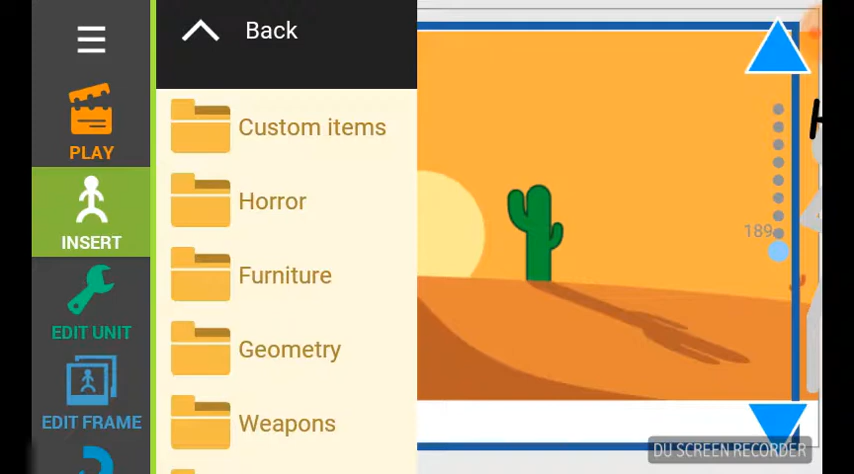 Back
PLAY
Custom items
INSERT
Horror
EDIT UNIT
Furniture
189
EDIT FRAME
Geometry
Weapons
DU SCREEN RECORDER